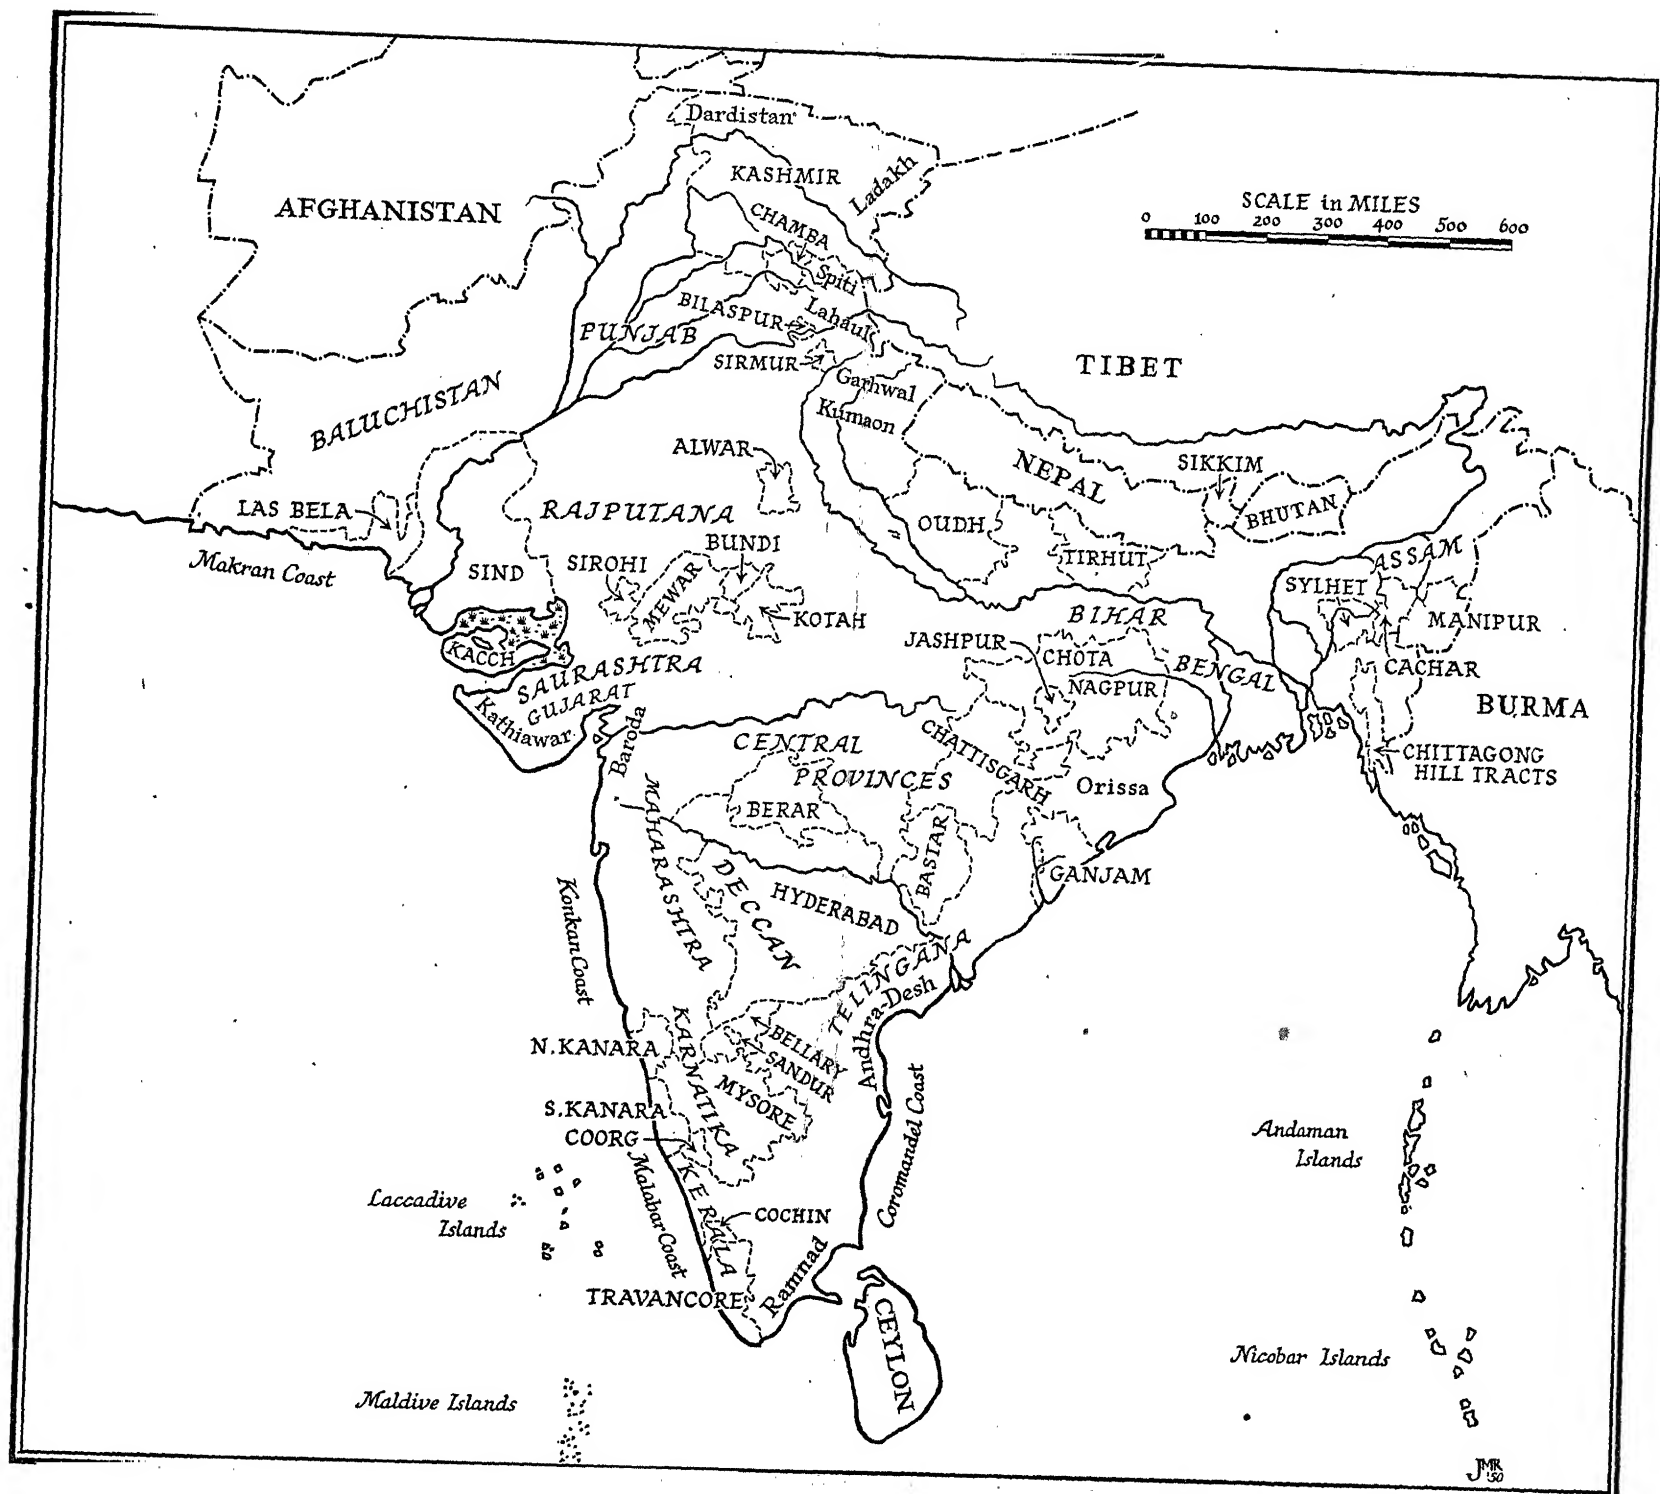 Dardistan
KASHMIR
Ladakh
AFGHANISTAN
CHAMBA
SCALE in MILES
0 100 200 300 400 500 600
Spiti
BILASPUR
Lahaul
PUNJAB
SIRMUR
TIBET
Garhwal
BALUCHISTAN
Kumaon
ALWAR
NEPAL
SIKKIM
LAS BELA
RAJPUTANA
BHUTAN
OUDH
BUNDI
TIRHUT
ASSAM
Makran Coast
SIND
SIROHI
MEWAR
SYLHET
KOTAH
BIHAR
MANIPUR
JASHPUR
KACCH
CHOTA
NAGPUR
BENGAL
CACHAR
SAURASHTRA
GUJARAT
Kathiawar
BURMA
Baroda
CENTRAL
PROVINCES
CHATTISGARH
CHITTAGONG
HILL TRACTS
Orissa
MAHARASHTRA
BERAR
BASTAR
GANJAM
DECCAN
HYDERABAD
Konkan Coast
TELINGANA
Andhra-Desh
KARNATIKA
BELLARY
N. KANARA
SANDUR
MYSORE
S. KANARA
COORG
Coromandel Coast
Andaman
Islands
KERALA
Malabar Coast
Laccadive
Islands
COCHIN
Ramnad
TRAVANCORE
CEYLON
Nicobar Islands
Maldive Islands
JMR
'50